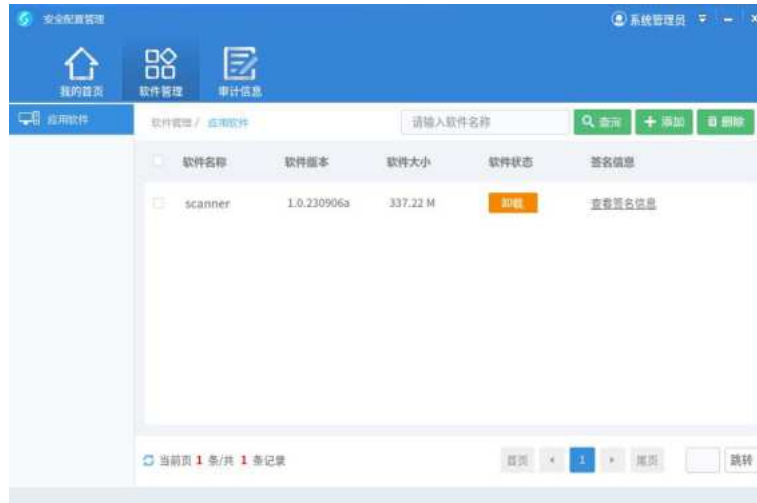 安全配置管理
系统管理员
我的首页 软件管理 审计信息
应用软件
软件管理 / 应用软件
请输入软件名称
查询 添加 删除
软件名称 软件版本 软件大小 软件状态 签名信息
scanner 1.0.230906a 337.22 M 卸载 查看签名信息
当前页 1 条/共 1 条记录
首页 1 尾页 跳转